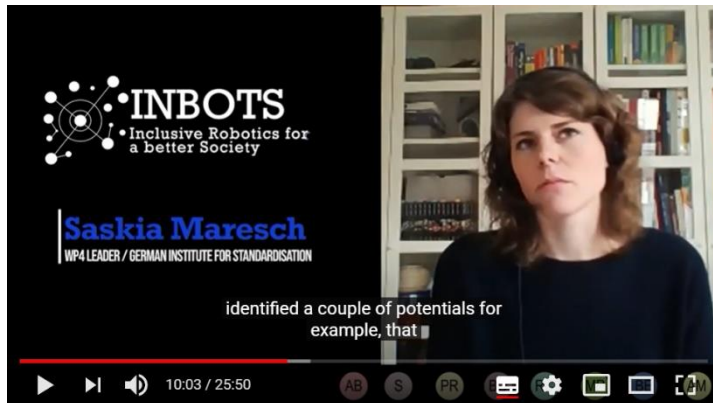 INBOTS
Inclusive Robotics for
a better Society
Saskia Maresch
WP4 LEADER / GERMAN INSTITUTE FOR STANDARDISATION
identified a couple of potentials for
example, that
10:03 / 25:50
AB S PR